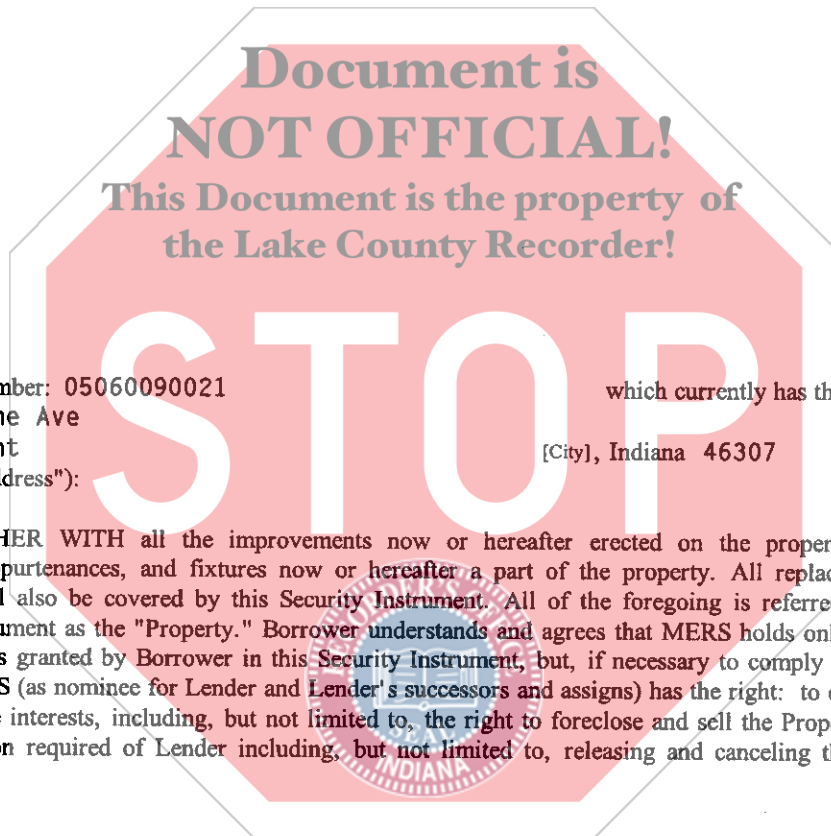 Document is
NOT OFFICIAL!
This Document is the property of
the Lake County Recorder!
STOP
mber: 05060090021 which currently has th
ne Ave
nt [City], Indiana 46307
dress"):
HER WITH all the improvements now or hereafter erected on the proper
purtenances, and fixtures now or hereafter a part of the property. All replac
l also be covered by this Security Instrument. All of the foregoing is referre
ument as the "Property." Borrower understands and agrees that MERS holds onl
s granted by Borrower in this Security Instrument, but, if necessary to comply
S (as nominee for Lender and Lender's successors and assigns) has the right: to
e interests, including, but not limited to, the right to foreclose and sell the Prope
on required of Lender including, but not limited to, releasing and canceling th
SEAL
INDIANA